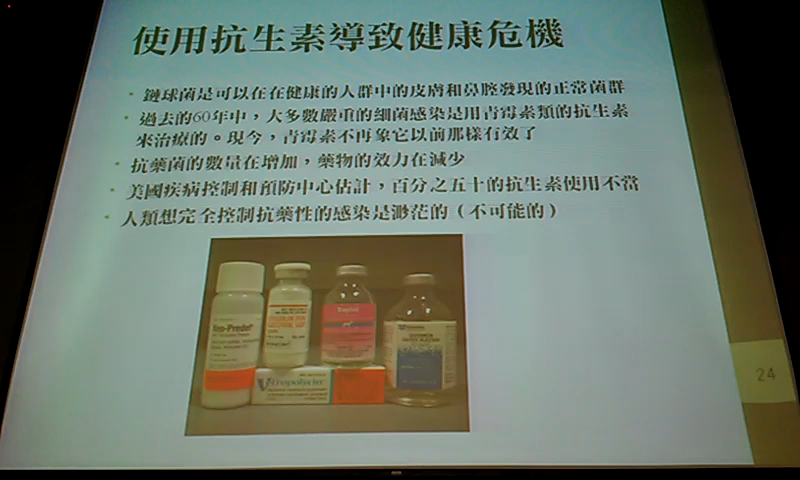 使用抗生素導致健康危機
鏈球菌是可以在在健康的人群中的皮膚和鼻腔發現的正常菌群
過去的60年中，大多數嚴重的細菌感染是用青霉素類的抗生素
來治療的。現今，青霉素不再象它以前那樣有效了
抗藥菌的數量在增加，藥物的效力在減少
美國疾病控制和預防中心估計，百分之五十的抗生素使用不當
人類想完全控制抗藥性的感染是渺茫的（不可能的）
Neo-Predef
24